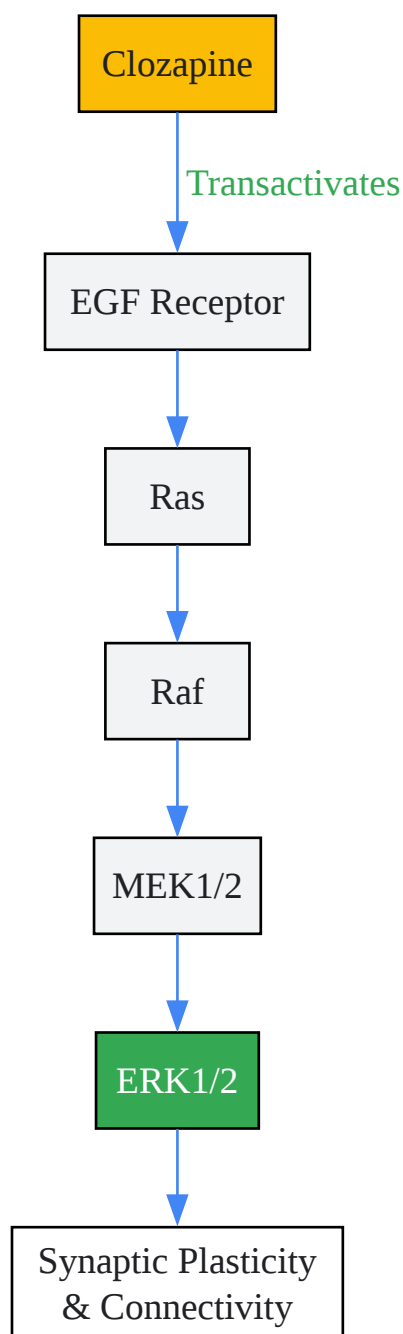 Clozapine
Transactivates
EGF Receptor
Ras
Raf
MEK1/2
ERK1/2
Synaptic Plasticity
& Connectivity